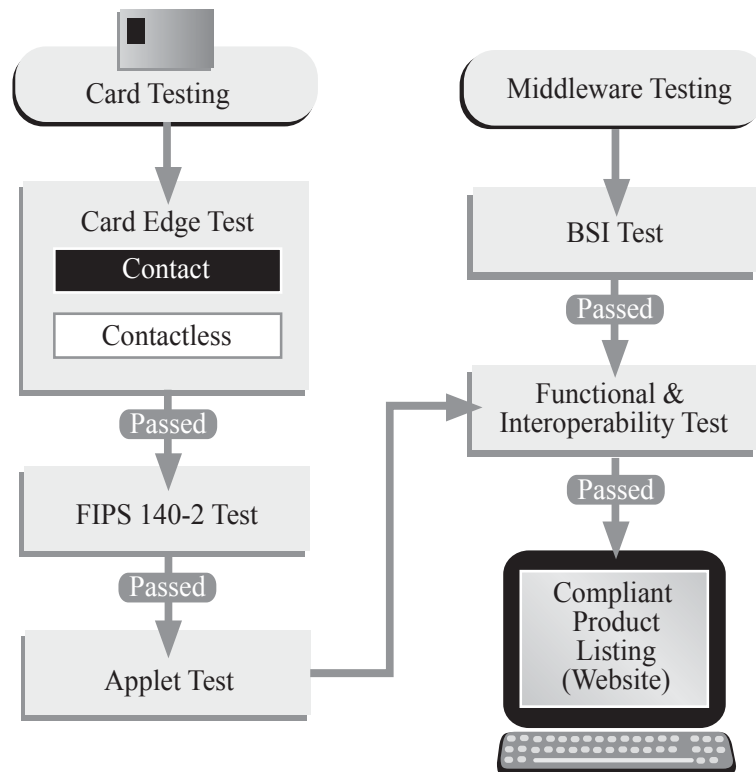 Card Testing
Card Edge Test
Contact
Contactless
Passed
FIPS 140-2 Test
Passed
Applet Test
Middleware Testing
BSI Test
Passed
Functional &
Interoperability Test
Passed
Compliant
Product
Listing
(Website)